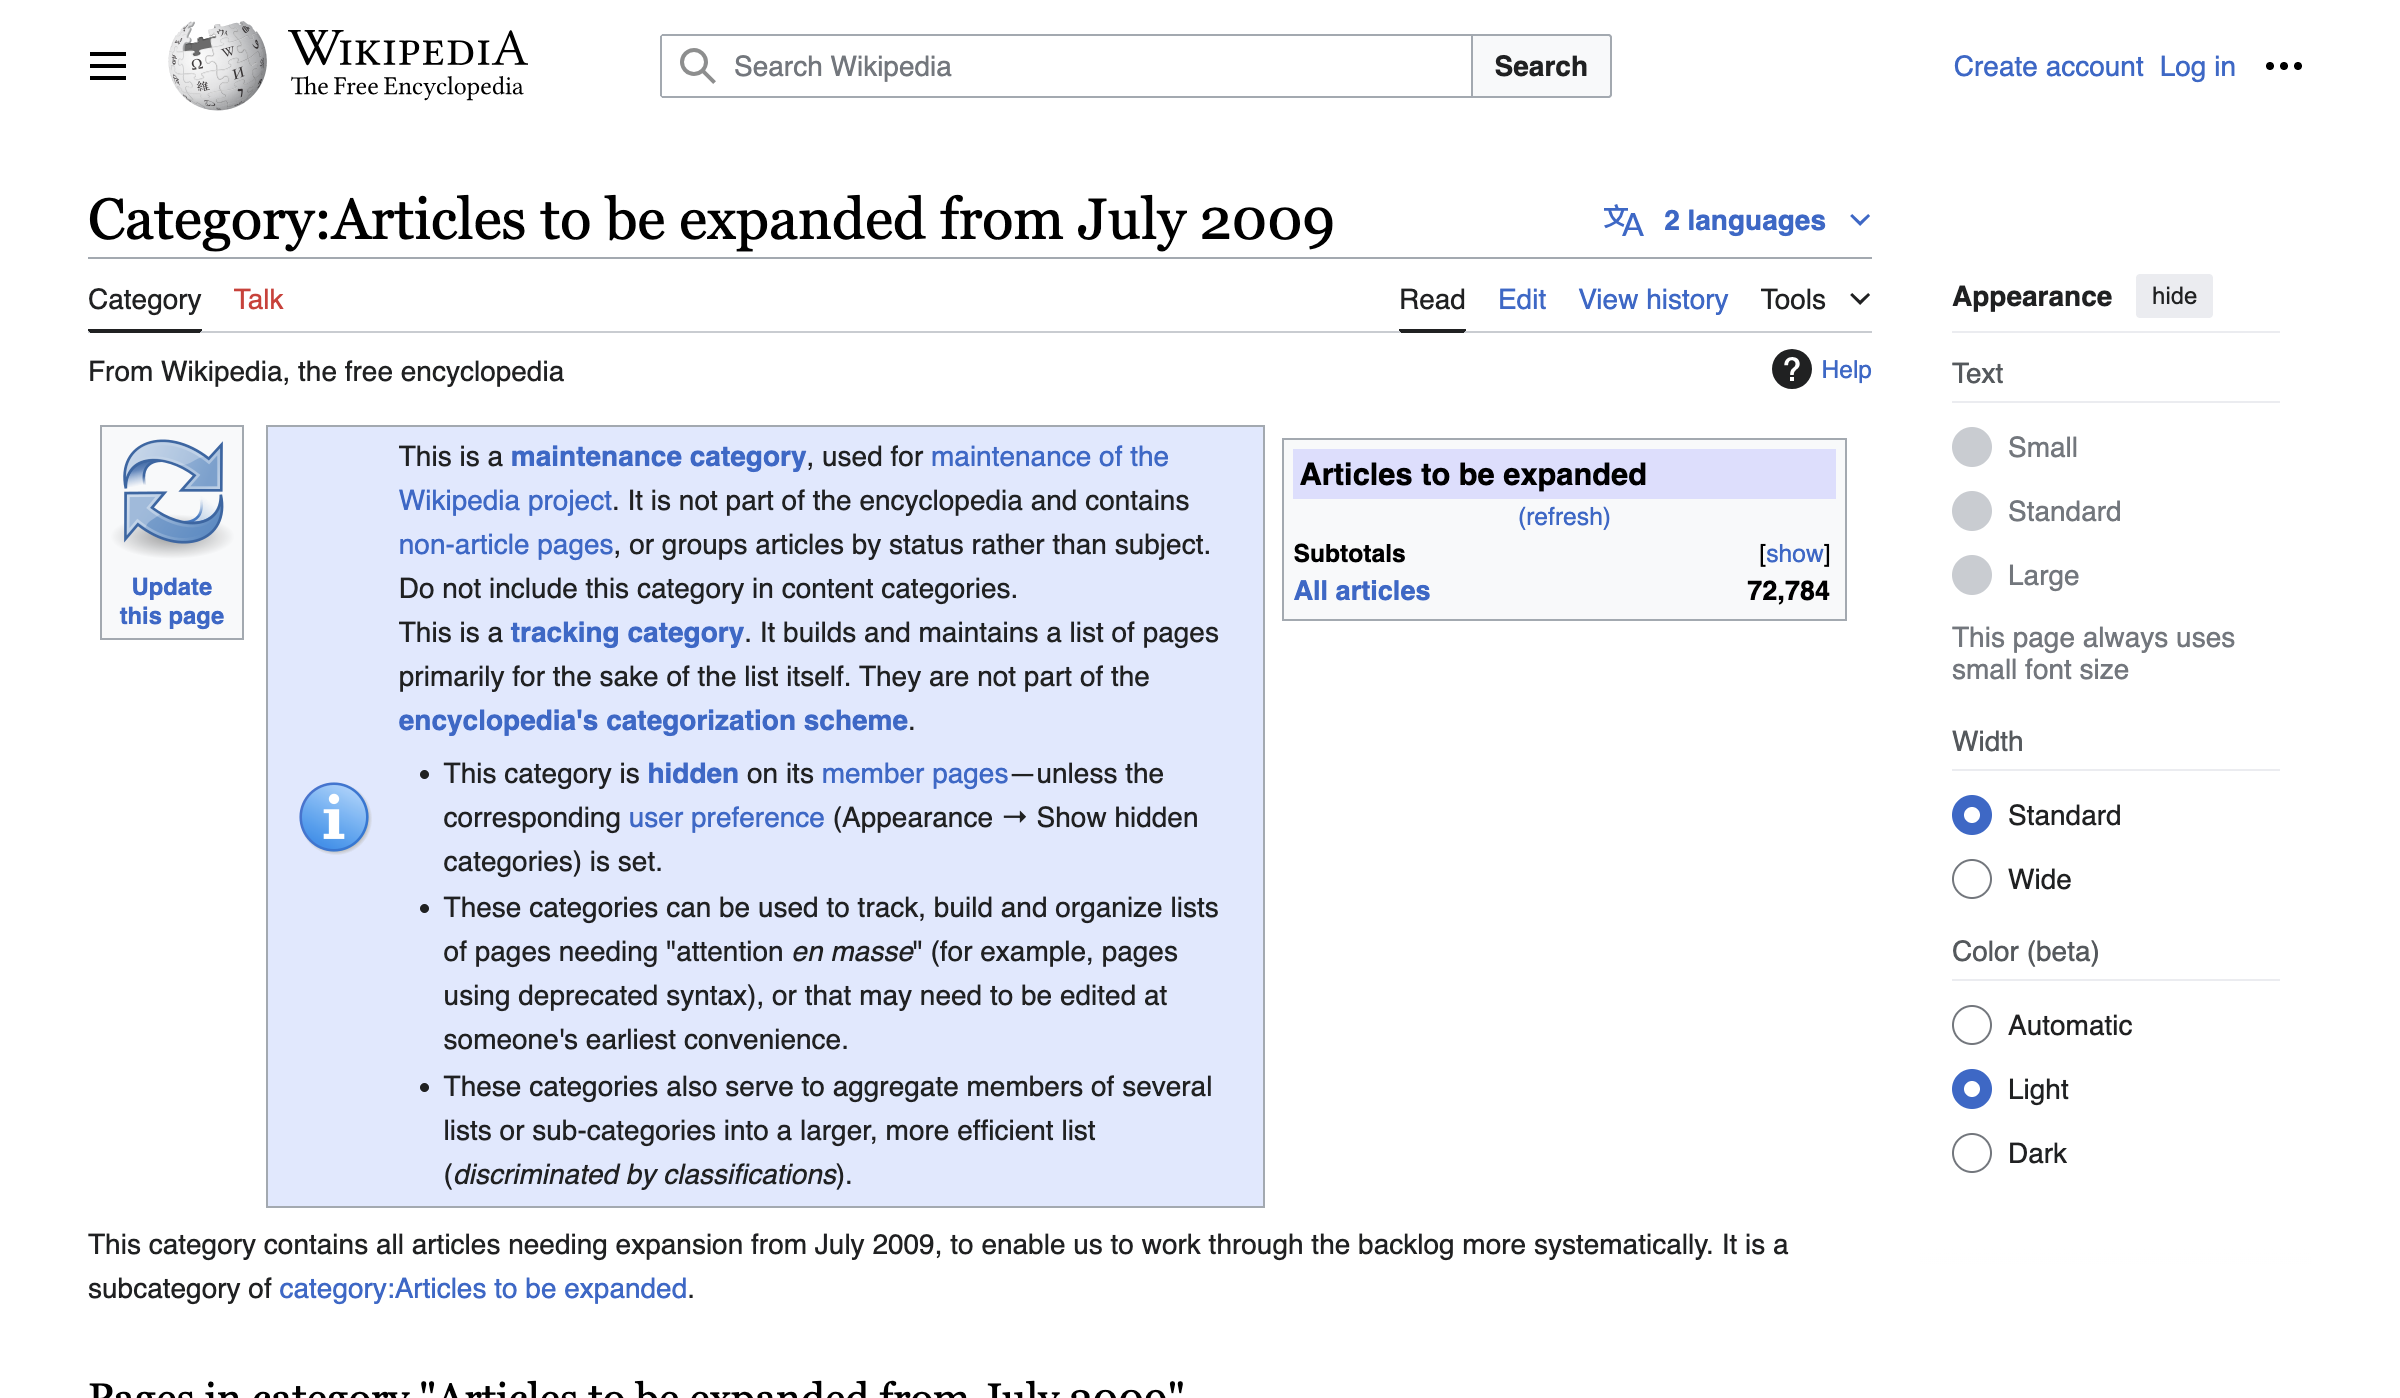 WIKIPEDIA
The Free Encyclopedia
Search Wikipedia
Search
Create account Log in
Category:Articles to be expanded from July 2009
2 languages
Category Talk
Read Edit View history Tools
From Wikipedia, the free encyclopedia
Help
Update
this page
This is a maintenance category, used for maintenance of the
Wikipedia project. It is not part of the encyclopedia and contains
non-article pages, or groups articles by status rather than subject.
Do not include this category in content categories.
This is a tracking category. It builds and maintains a list of pages
primarily for the sake of the list itself. They are not part of the
encyclopedia's categorization scheme.
• This category is hidden on its member pages—unless the
corresponding user preference (Appearance → Show hidden
categories) is set.
• These categories can be used to track, build and organize lists
of pages needing "attention en masse" (for example, pages
using deprecated syntax), or that may need to be edited at
someone's earliest convenience.
• These categories also serve to aggregate members of several
lists or sub-categories into a larger, more efficient list
(discriminated by classifications).
Articles to be expanded
(refresh)
Subtotals [show]
All articles 72,784
This category contains all articles needing expansion from July 2009, to enable us to work through the backlog more systematically. It is a
subcategory of category:Articles to be expanded.
Pages in category "Articles to be expanded from July 2009"
Appearance hide
Text
Small
Standard
Large
This page always uses
small font size
Width
Standard
Wide
Color (beta)
Automatic
Light
Dark